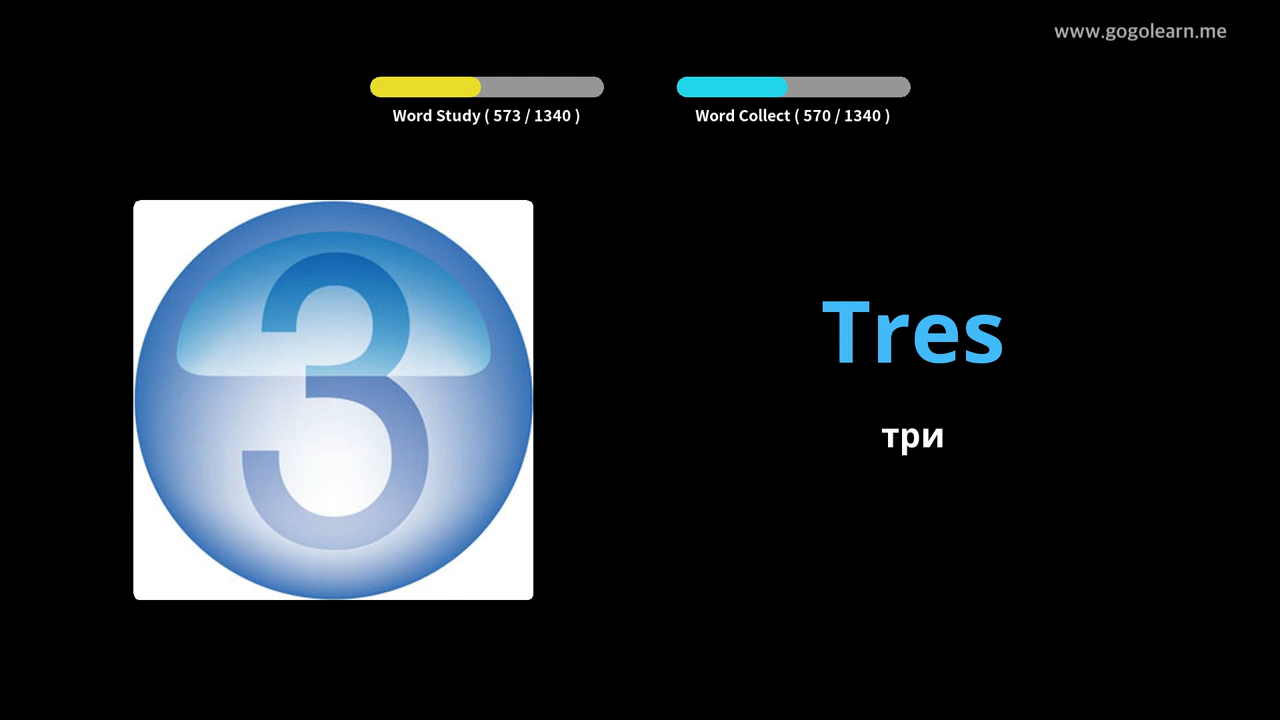 www.gogolearn.me
Word Study ( 573 / 1340 )
Word Collect ( 570 / 1340 )
3
Tres
три